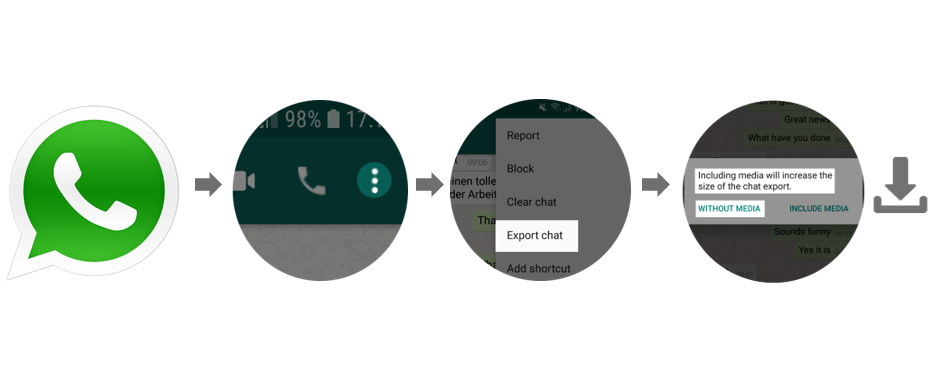 98% 17.
Report
09:06
Block
einen tolle
der Arbeit
Clear chat
Tha
Export chat
Add shortcut
Great news
What have you done
Including media will increase the
size of the chat export.
WITHOUT MEDIA INCLUDE MEDIA
Sounds funny
Yes it is